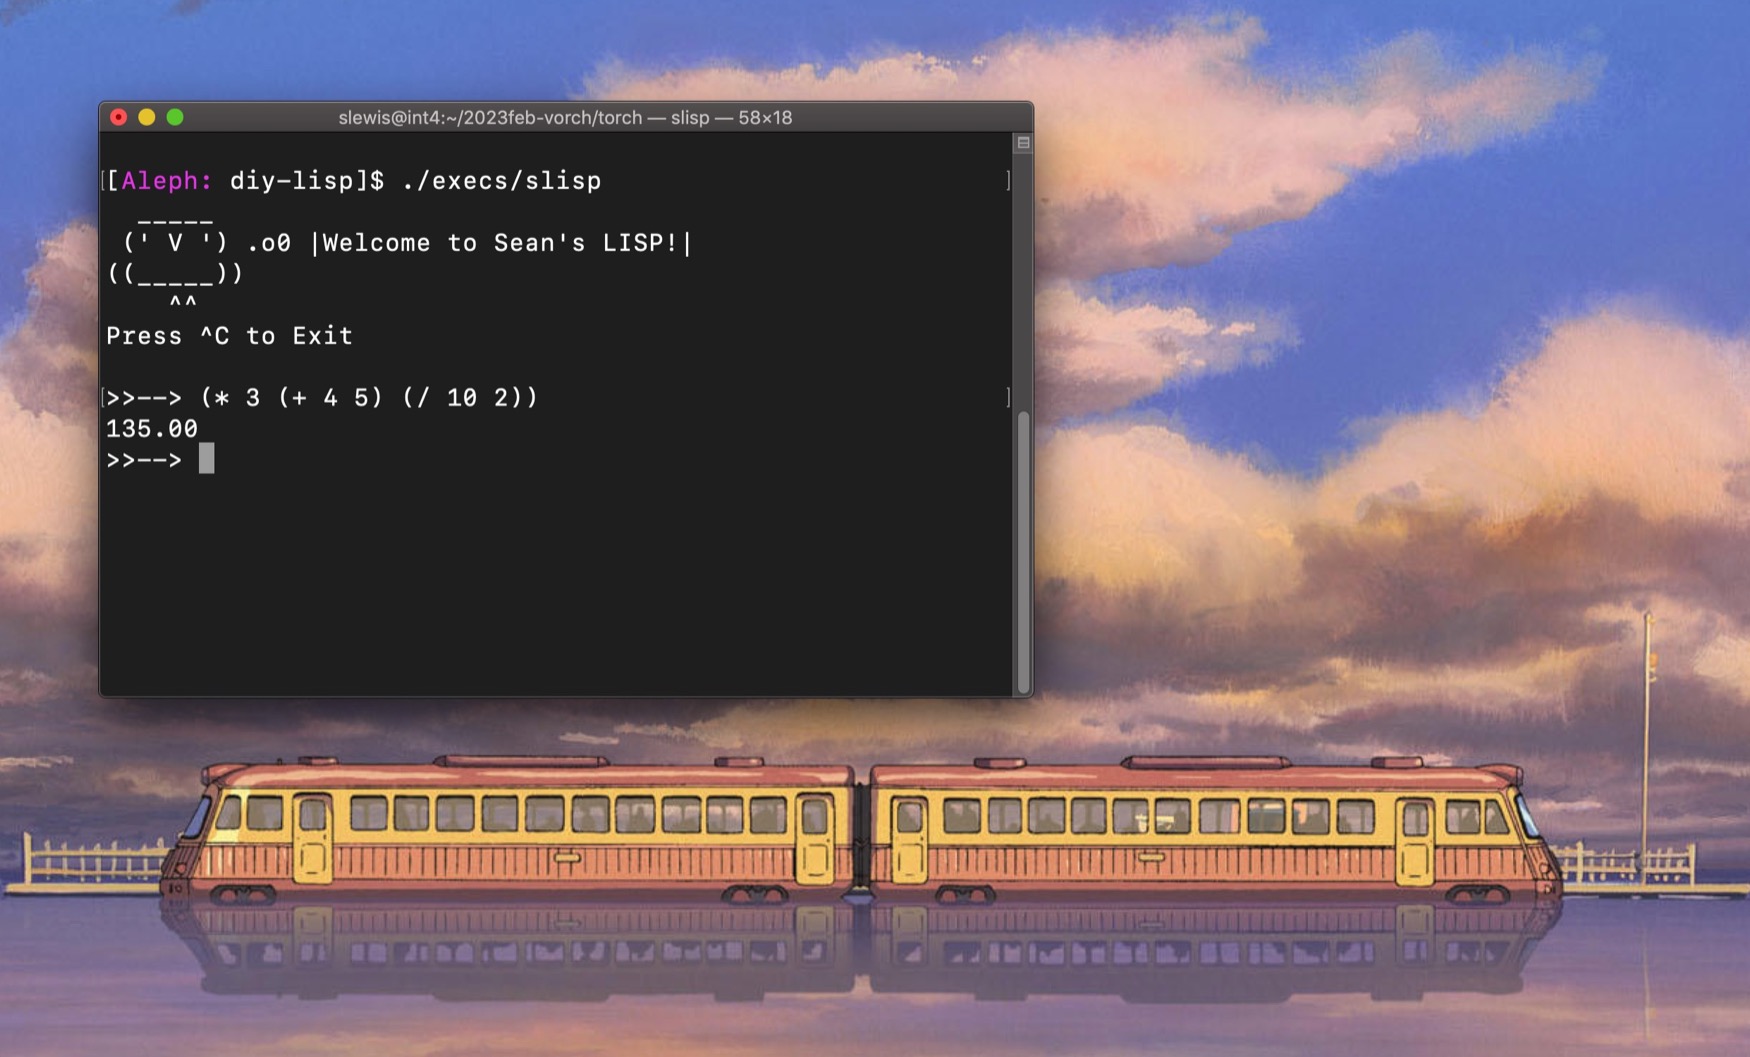 slewis@int4:~/2023feb-vorch/torch — slisp — 58×18
[[Aleph: diy-lisp]$ ./execs/slisp ]
  _____
 (' V ') .o0 |Welcome to Sean's LISP!|
((_____))
    ^^
Press ^C to Exit
[>>--> (* 3 (+ 4 5) (/ 10 2)) ]
135.00
>>-->